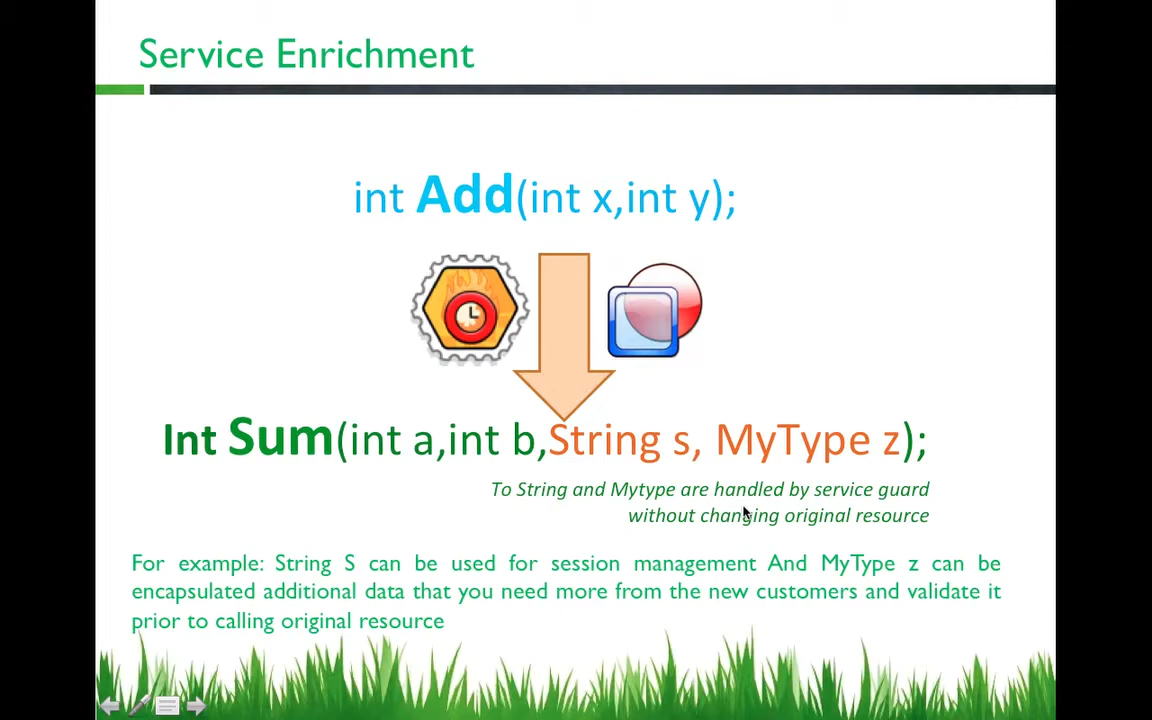 Service Enrichment
int Add(int x,int y);
Int Sum(int a,int b,String s, MyType z);
To String and Mytype are handled by service guard
without changing original resource
For example: String S can be used for session management And MyType z can be
encapsulated additional data that you need more from the new customers and validate it
prior to calling original resource